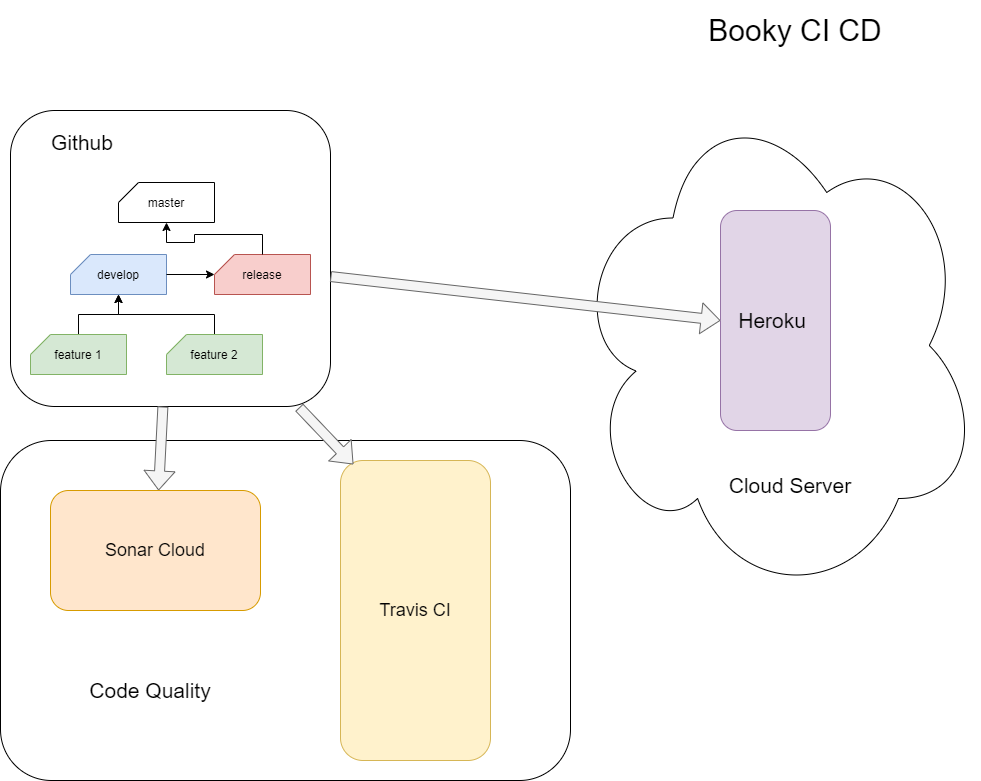 Booky CI CD
Github
master
develop
release
feature 1
feature 2
Heroku
Cloud Server
Sonar Cloud
Travis CI
Code Quality